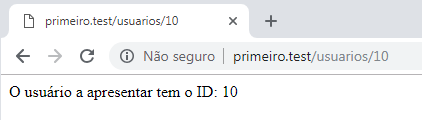 primeiro.test/usuarios/10
Não seguro
primeiro.test/usuarios/10
O usuário a apresentar tem o ID: 10